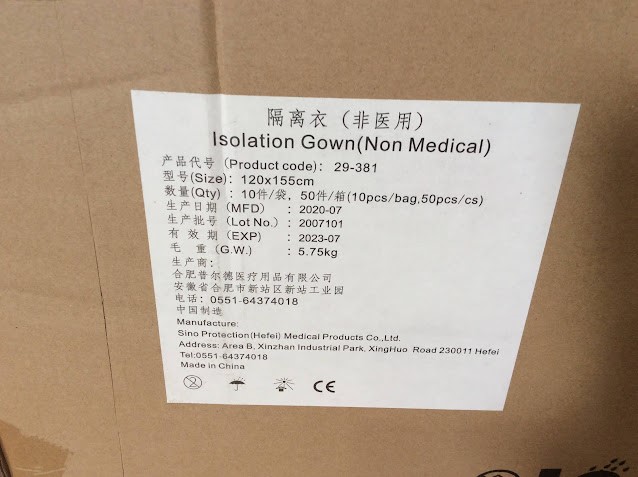 隔离衣（非医用）
Isolation Gown(Non Medical)
产品代号 (Product code): 29-381
型号(Size): 120x155cm
数量(Qty) : 10件/袋, 50件/箱(10pcs/bag,50pcs/cs)
生产日期 (MFD) : 2020-07
生产批号 (Lot No.) : 2007101
有 效 期 (EXP) : 2023-07
毛 重 (G.W.) : 5.75kg
生产商:
合肥普尔德医疗用品有限公司
安徽省合肥市新站区新站工业园
电话: 0551-64374018
中国制造
Manufacture:
Sino Protection(Hefei) Medical Products Co.,Ltd.
Address: Area B, Xinzhan Industrial Park, XingHuo Road 230011 Hefei
Tel:0551-64374018
Made in China
CE